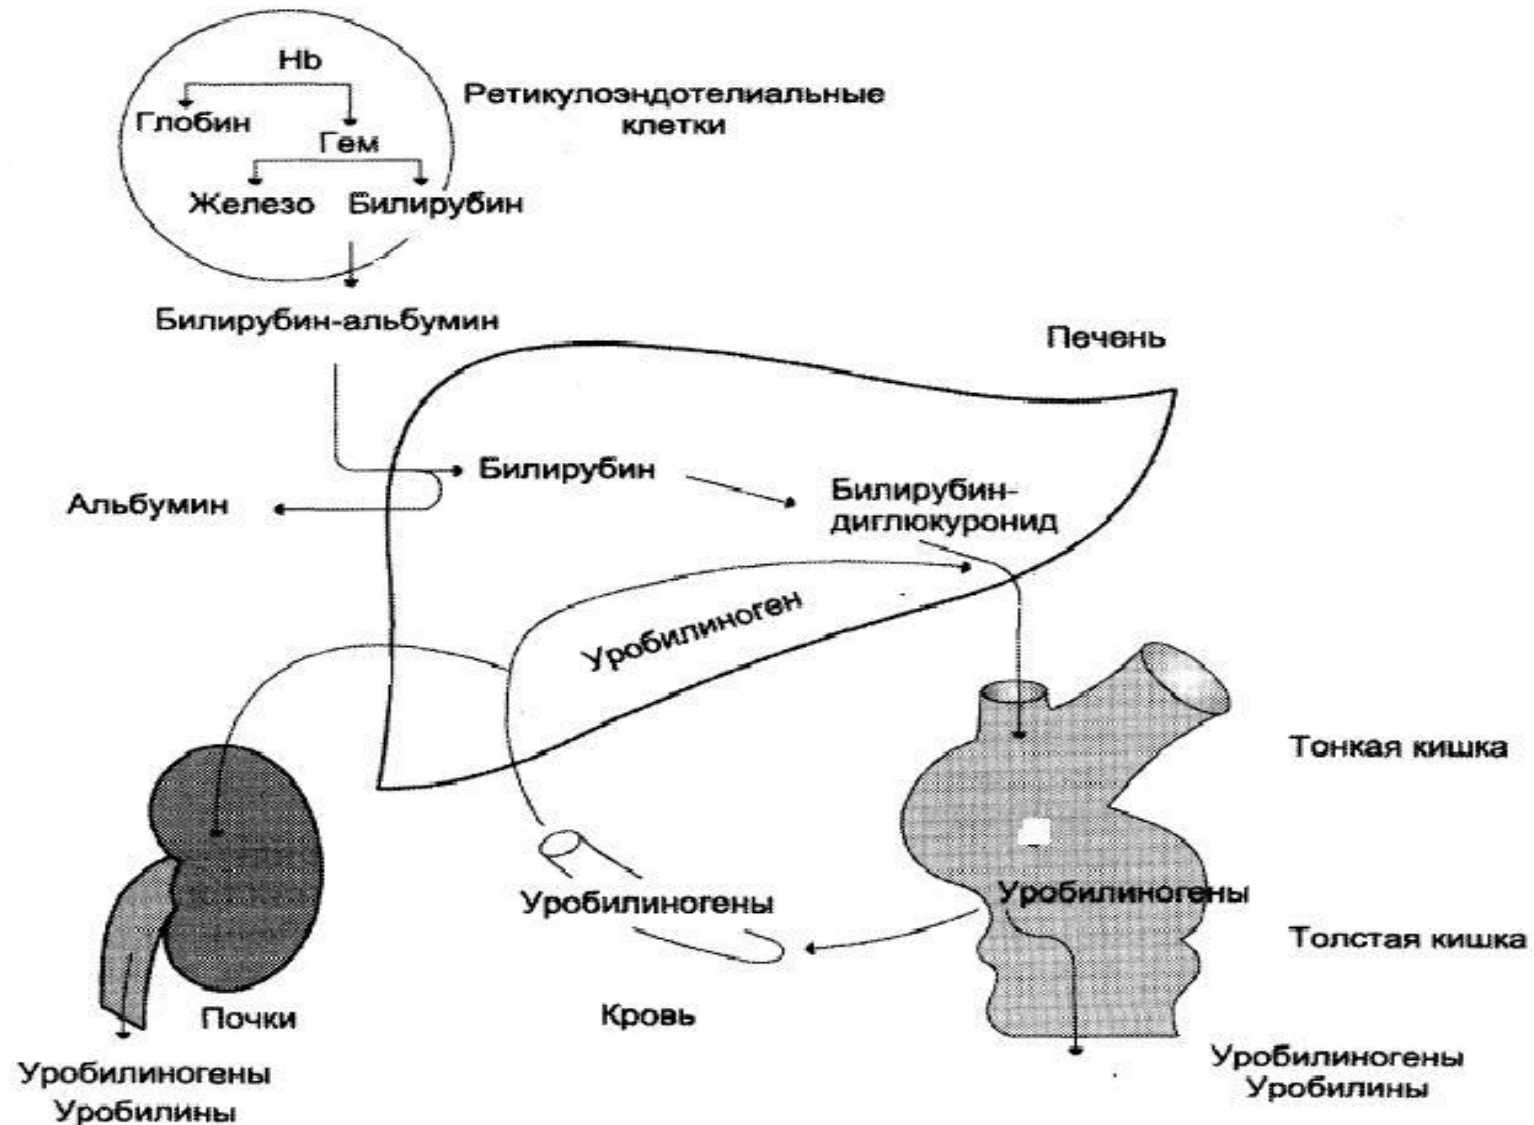 Hb
Ретикулоэндотелиальные
клетки
Глобин
Гем
Железо
Билирубин
Билирубин-альбумин
Печень
Билирубин
Билирубин-
диглюкуронид
Альбумин
Уробилиноген
Тонкая кишка
Уробилиногены
Уробилиногены
Толстая кишка
Почки
Кровь
Уробилиногены
Уробилины
Уробилиногены
Уробилины